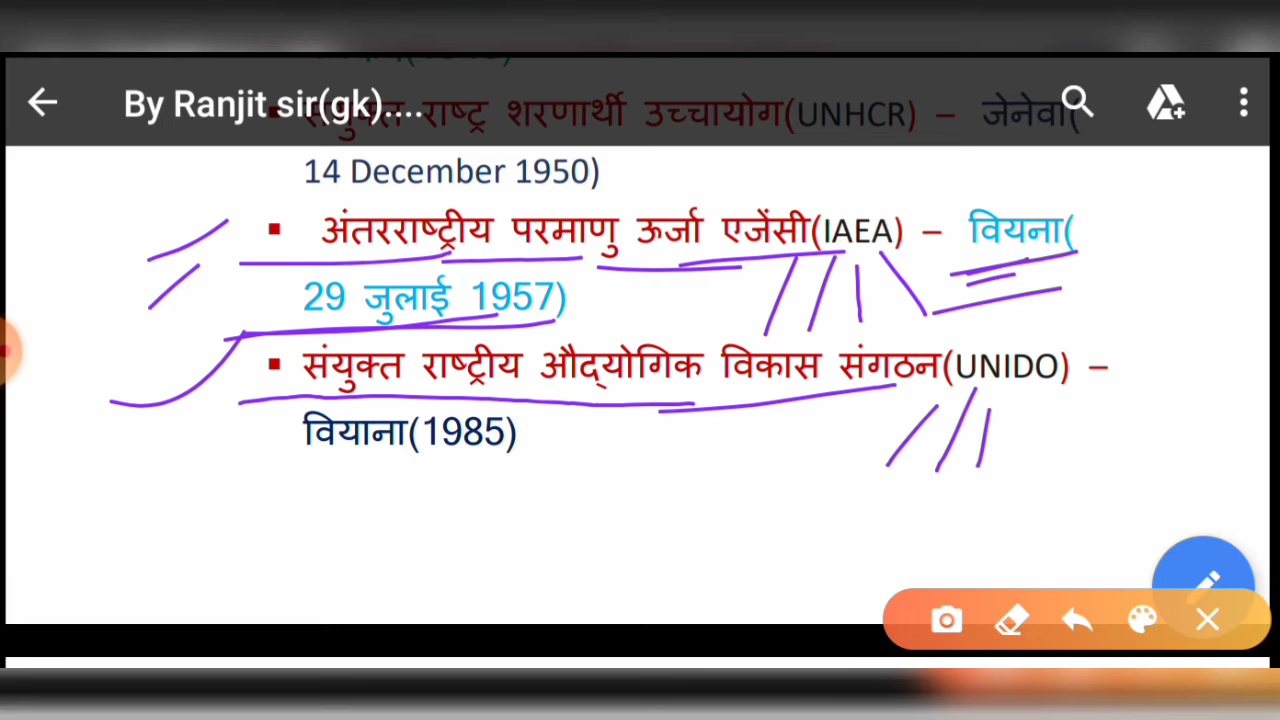 By Ranjit sir(gk)....
संयुक्त राष्ट्र शरणार्थी उच्चायोग(UNHCR) – जेनेवा(
14 December 1950)
▪ अंतरराष्ट्रीय परमाणु ऊर्जा एजेंसी(IAEA) – वियना(
29 जुलाई 1957)
▪ संयुक्त राष्ट्रीय औद्योगिक विकास संगठन(UNIDO) –
वियाना(1985)